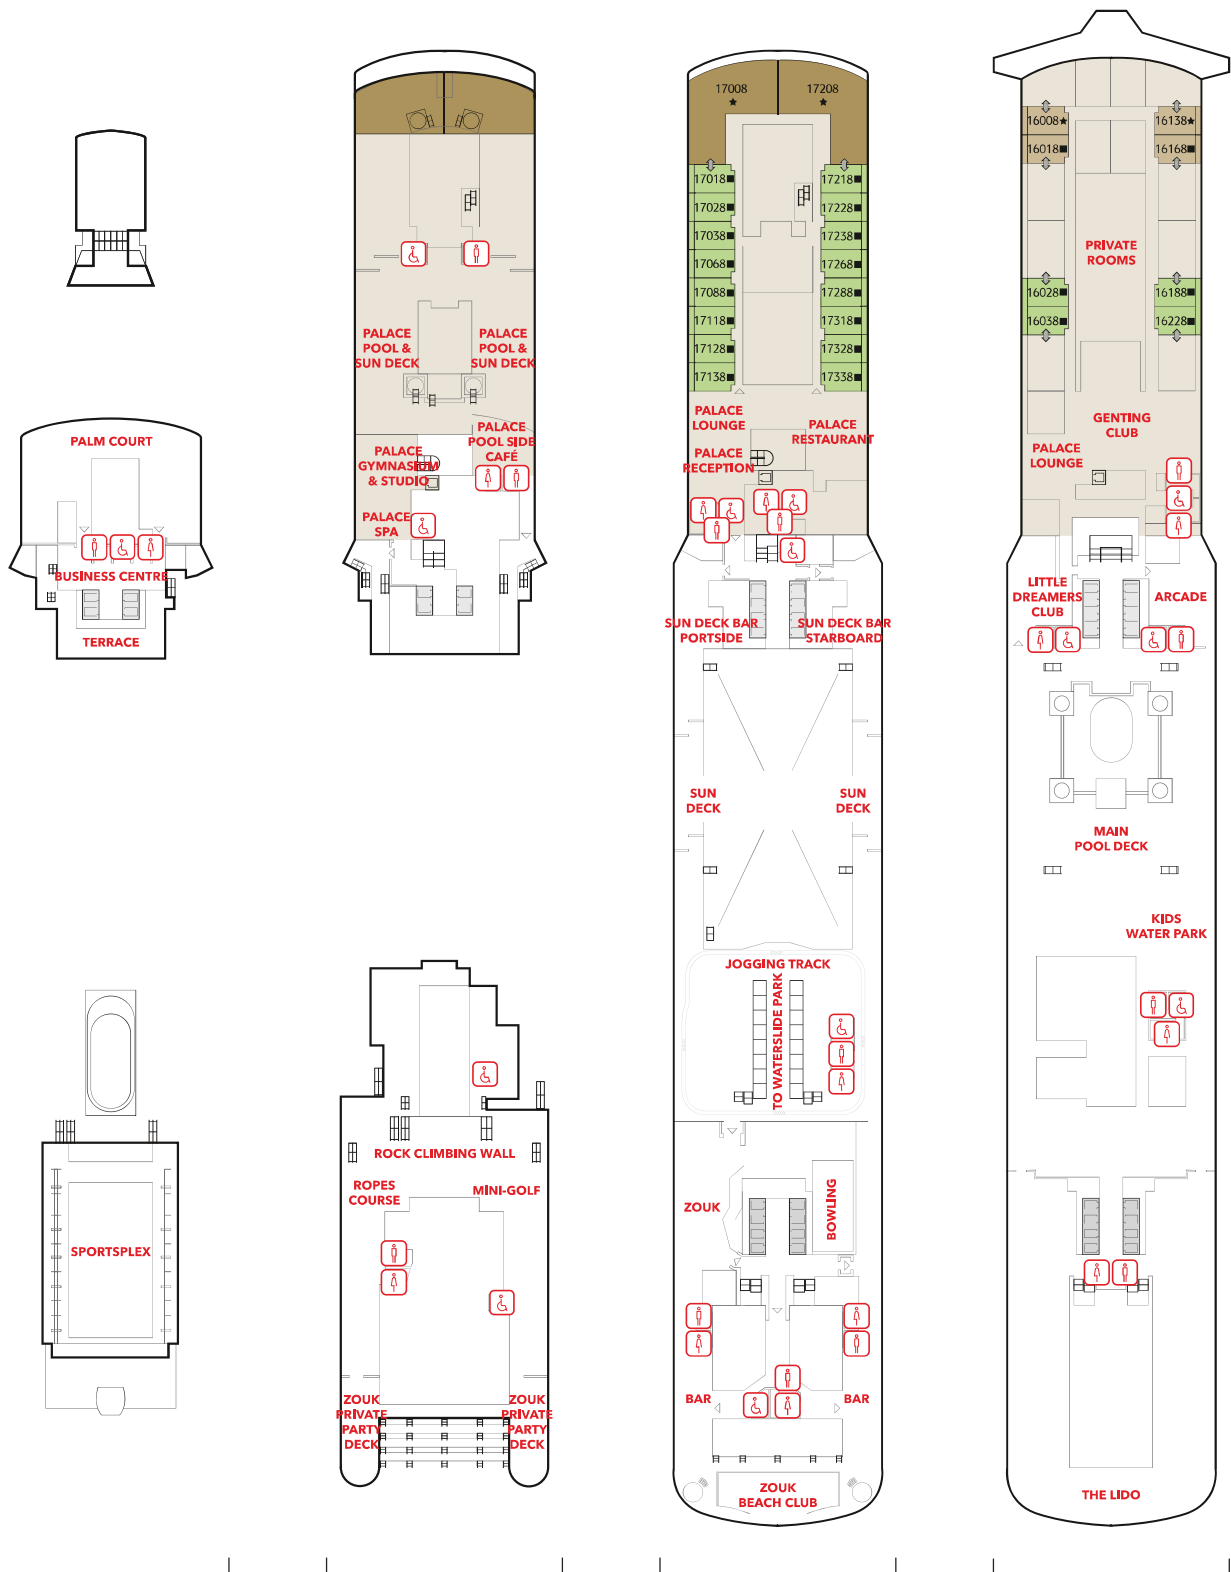 PALM COURT
BUSINESS CENTRE
TERRACE
SPORTSPLEX
PALACE
POOL &
SUN DECK
PALACE
POOL &
SUN DECK
PALACE
POOL SIDE
CAFÉ
PALACE
GYMNASIUM
& STUDIO
PALACE
SPA
ROCK CLIMBING WALL
ROPES
COURSE
MINI-GOLF
ZOUK
PRIVATE
PARTY
DECK
ZOUK
PRIVATE
PARTY
DECK
17008
17208
17018
17218
17028
17228
17038
17238
17068
17268
17088
17288
17118
17318
17128
17328
17138
17338
PALACE
LOUNGE
PALACE
RESTAURANT
PALACE
RECEPTION
SUN DECK BAR
PORTSIDE
SUN DECK BAR
STARBOARD
SUN
DECK
SUN
DECK
JOGGING TRACK
TO WATERSLIDE PARK
ZOUK
BOWLING
BAR
BAR
ZOUK
BEACH CLUB
16008
16138
16018
16168
PRIVATE
ROOMS
16028
16188
16038
16228
GENTING
CLUB
PALACE
LOUNGE
LITTLE
DREAMERS
CLUB
ARCADE
MAIN
POOL DECK
KIDS
WATER PARK
THE LIDO